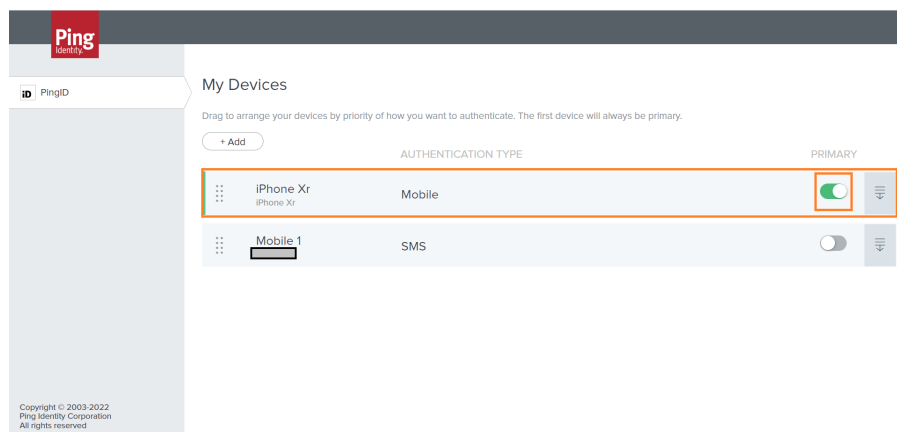 Ping
Identity.
iD PingID
My Devices
Drag to arrange your devices by priority of how you want to authenticate. The first device will always be primary.
+ Add
AUTHENTICATION TYPE PRIMARY
iPhone Xr
iPhone Xr
Mobile
Mobile 1
SMS
Copyright © 2003-2022
Ping Identity Corporation
All rights reserved